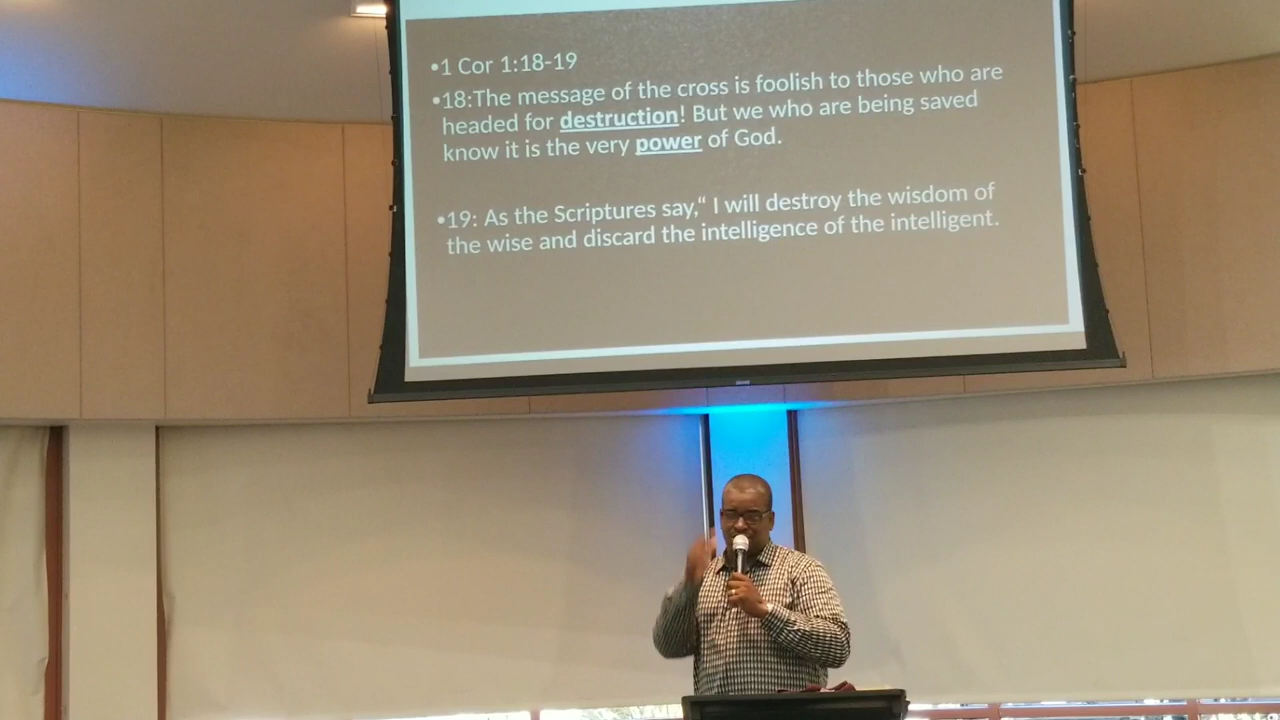 •1 Cor 1:18-19
•18:The message of the cross is foolish to those who are
headed for destruction! But we who are being saved
know it is the very power of God.
•19: As the Scriptures say,“ I will destroy the wisdom of
the wise and discard the intelligence of the intelligent.